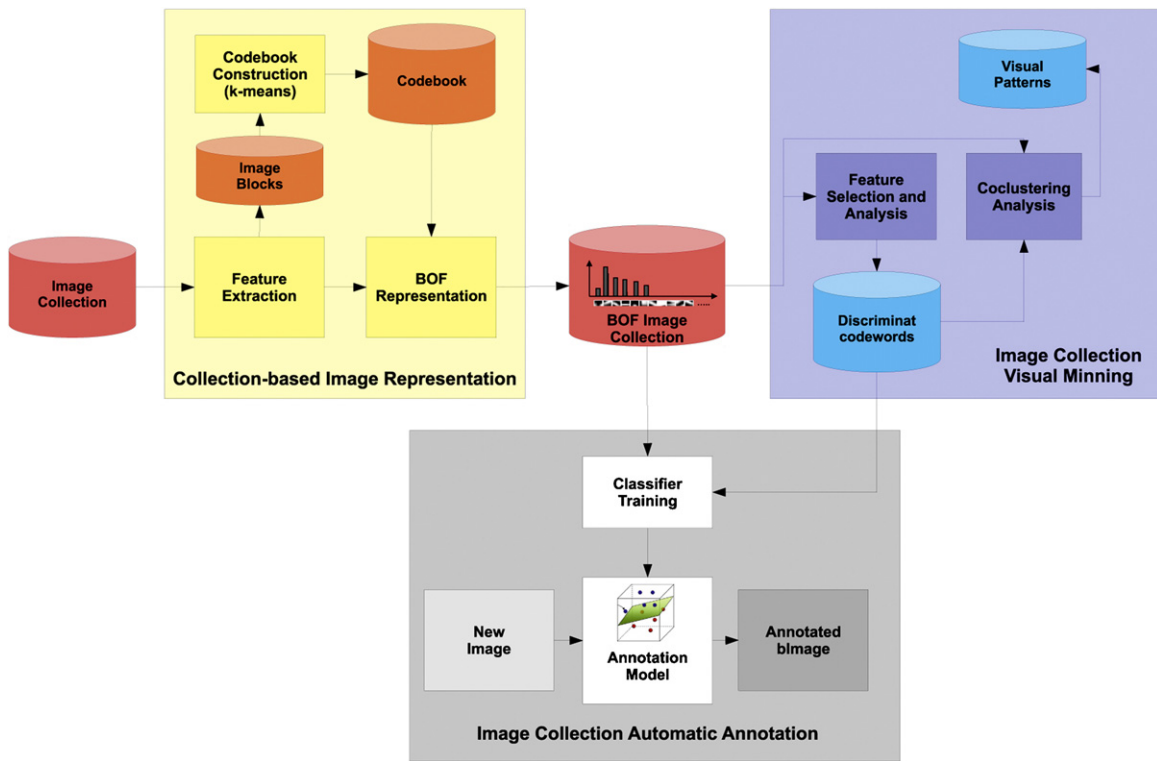 Codebook
Construction
(k-means)
Codebook
Image
Blocks
Image
Collection
Feature
Extraction
BOF
Representation
Collection-based Image Representation
BOF Image
Collection
.....
Visual
Patterns
Feature
Selection and
Analysis
Coclustering
Analysis
Discriminat
codewords
Image Collection
Visual Minning
Classifier
Training
New
Image
Annotation
Model
Annotated
bImage
Image Collection Automatic Annotation